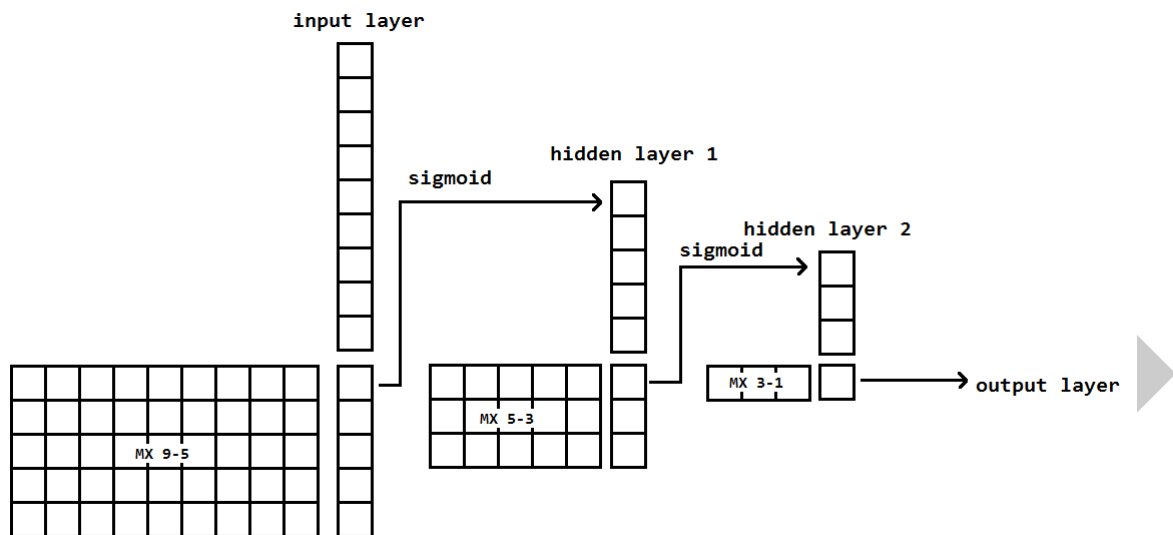 input layer
hidden layer 1
sigmoid
hidden layer 2
sigmoid
MX 9-5
MX 5-3
MX 3-1
output layer